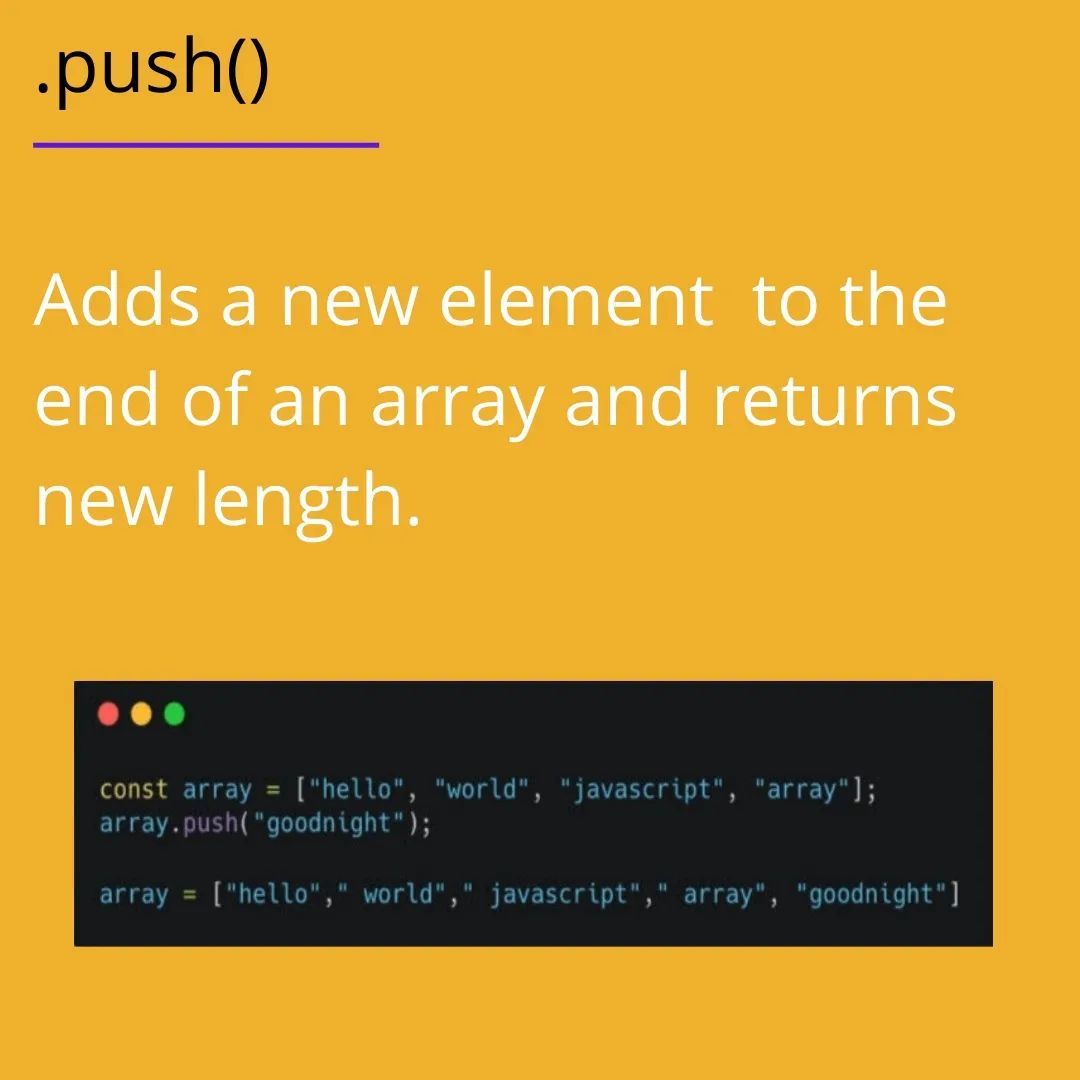 .push()
Adds a new element  to the
end of an array and returns
new length.
const array = ["hello", "world", "javascript", "array"];
array.push("goodnight");
array = ["hello"," world"," javascript"," array", "goodnight"]